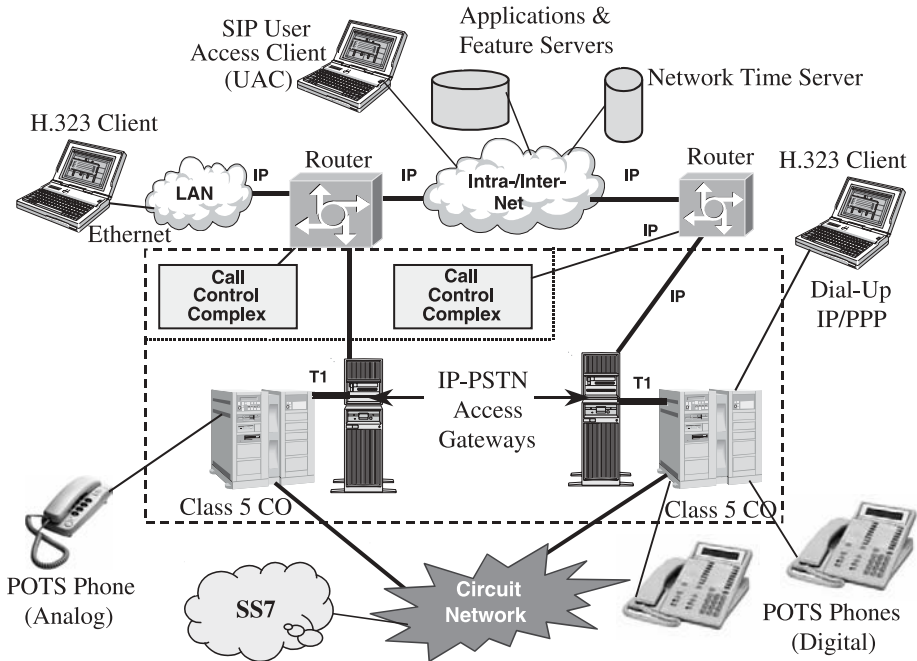 SIP User
Access Client
(UAC)
Applications &
Feature Servers
Network Time Server
H.323 Client
Router
Router
H.323 Client
LAN
IP
IP
Intra-/Inter-
Net
IP
Ethernet
IP
Call
Control
Complex
Call
Control
Complex
IP
Dial-Up
IP/PPP
T1
IP-PSTN
Access
Gateways
T1
Class 5 CO
Class 5 CO
POTS Phone
(Analog)
SS7
Circuit
Network
POTS Phones
(Digital)